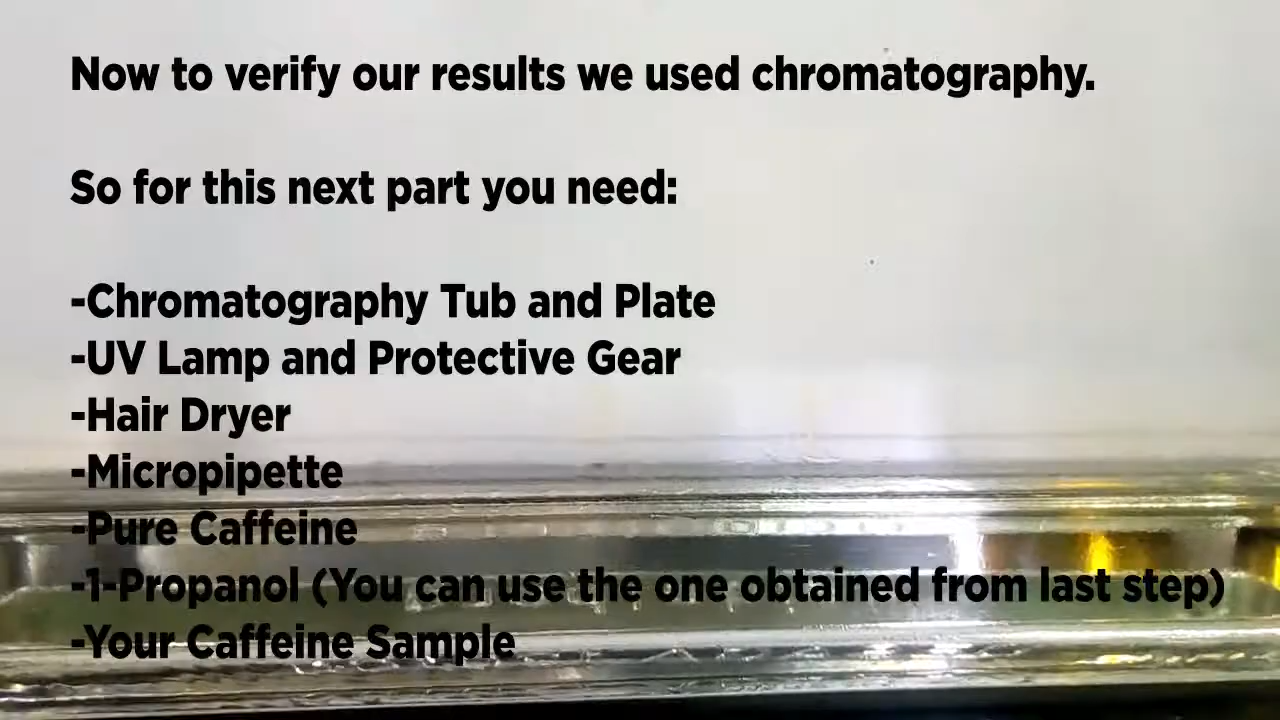 Now to verify our results we used chromatography.
So for this next part you need:
-Chromatography Tub and Plate
-UV Lamp and Protective Gear
-Hair Dryer
-Micropipette
-Pure Caffeine
-1-Propanol (You can use the one obtained from last step)
-Your Caffeine Sample